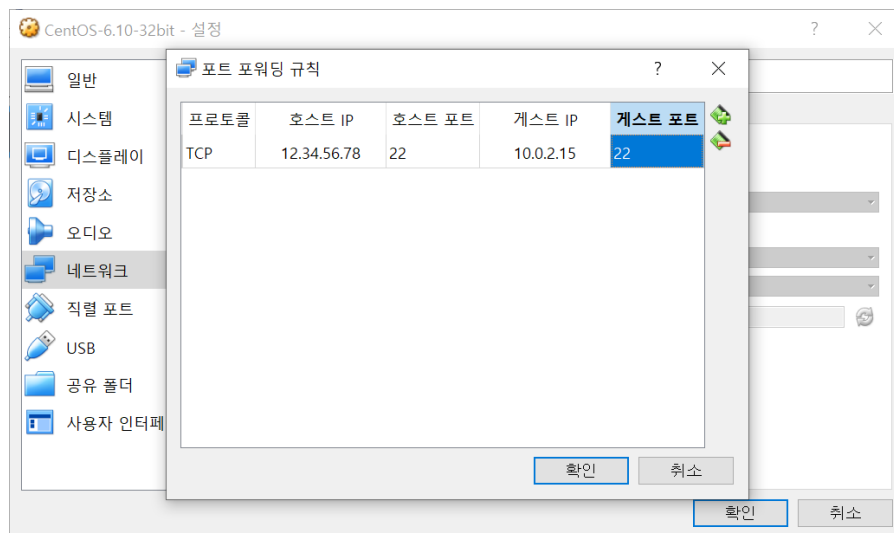 CentOS-6.10-32bit - 설정 ?
포트 포워딩 규칙 ?
일반
시스템
디스플레이
저장소
오디오
네트워크
직렬 포트
USB
공유 폴더
사용자 인터페
프로토콜 호스트 IP 호스트 포트 게스트 IP 게스트 포트
TCP 12.34.56.78 22 10.0.2.15 22
확인 취소
확인 취소